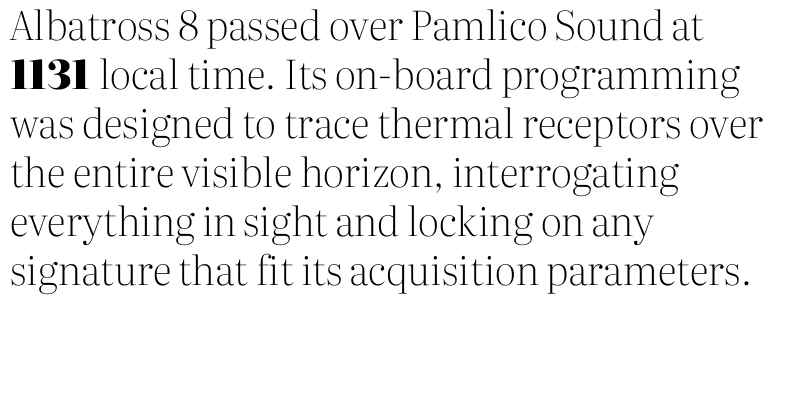 Albatross 8 passed over Pamlico Sound at
1131 local time. Its on-board programming
was designed to trace thermal receptors over
the entire visible horizon, interrogating
everything in sight and locking on any
signature that fit its acquisition parameters.